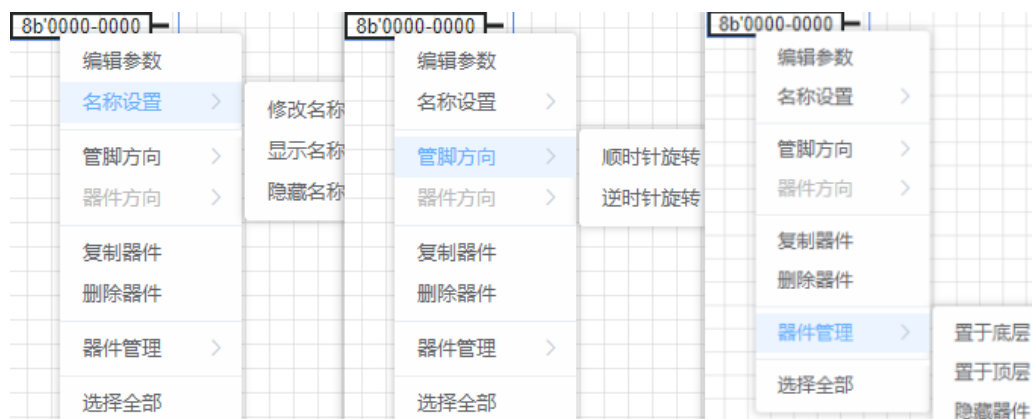 8b'0000-0000
编辑参数
名称设置
修改名称
显示名称
隐藏名称
管脚方向
器件方向
复制器件
删除器件
器件管理
选择全部
8b'0000-0000
编辑参数
名称设置
管脚方向
顺时针旋转
逆时针旋转
器件方向
复制器件
删除器件
器件管理
选择全部
8b'0000-0000
编辑参数
名称设置
管脚方向
器件方向
复制器件
删除器件
器件管理
置于底层
置于顶层
隐藏器件
选择全部